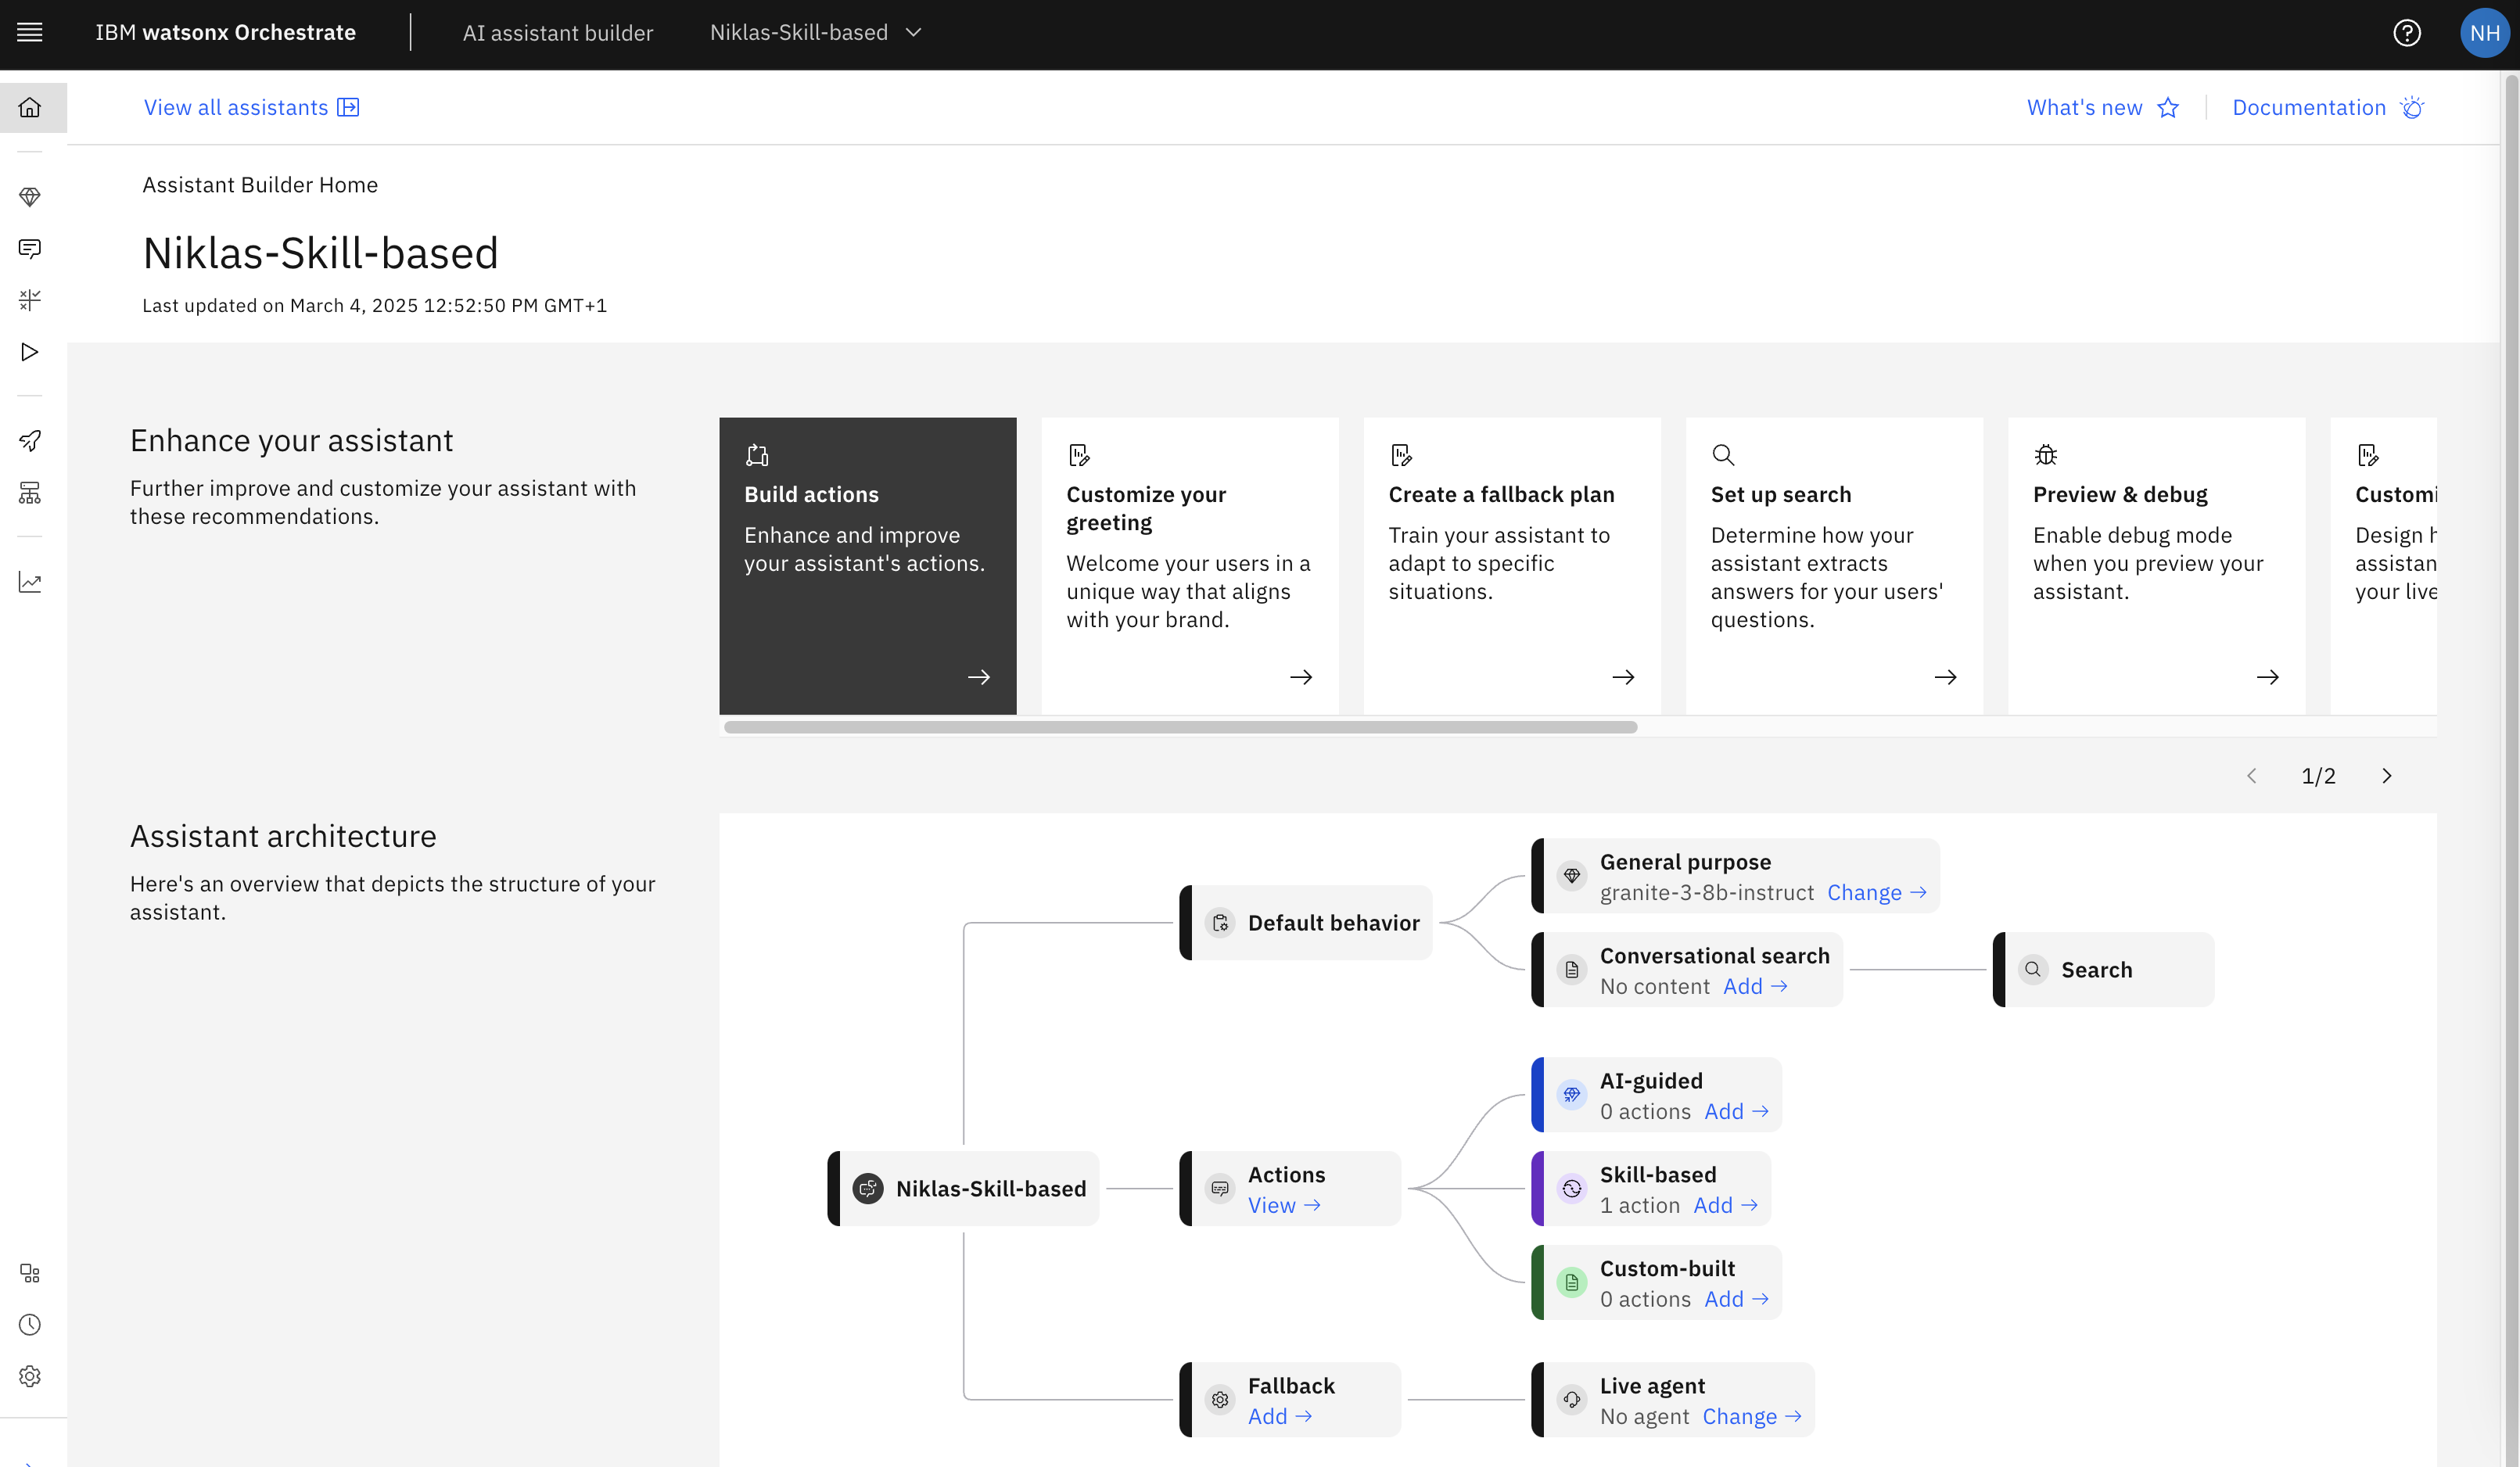 IBM watsonx Orchestrate
AI assistant builder
Niklas-Skill-based
NH
View all assistants
What's new
Documentation
Assistant Builder Home
Niklas-Skill-based
Last updated on March 4, 2025 12:52:50 PM GMT+1
Enhance your assistant
Further improve and customize your assistant with
these recommendations.
Build actions
Enhance and improve
your assistant's actions.
Customize your
greeting
Welcome your users in a
unique way that aligns
with your brand.
Create a fallback plan
Train your assistant to
adapt to specific
situations.
Set up search
Determine how your
assistant extracts
answers for your users'
questions.
Preview & debug
Enable debug mode
when you preview your
assistant.
Customi
Design h
assistan
your live
1/2
Assistant architecture
Here's an overview that depicts the structure of your
assistant.
General purpose
granite-3-8b-instruct Change
Default behavior
Conversational search
No content Add
Search
AI-guided
0 actions Add
Niklas-Skill-based
Actions
View
Skill-based
1 action Add
Custom-built
0 actions Add
Fallback
Add
Live agent
No agent Change